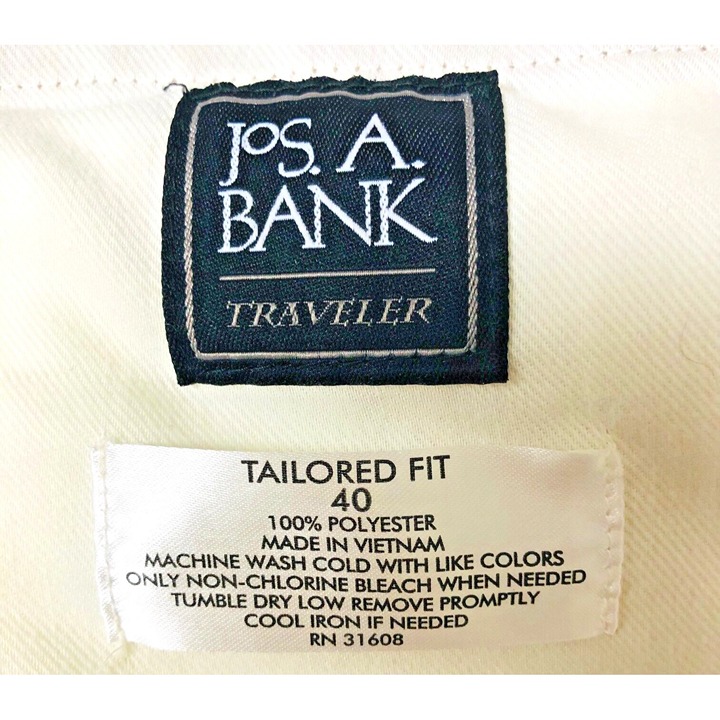 JOS. A.
BANK
TRAVELER
TAILORED FIT
40
100% POLYESTER
MADE IN VIETNAM
MACHINE WASH COLD WITH LIKE COLORS
ONLY NON-CHLORINE BLEACH WHEN NEEDED
TUMBLE DRY LOW REMOVE PROMPTLY
COOL IRON IF NEEDED
RN 31608